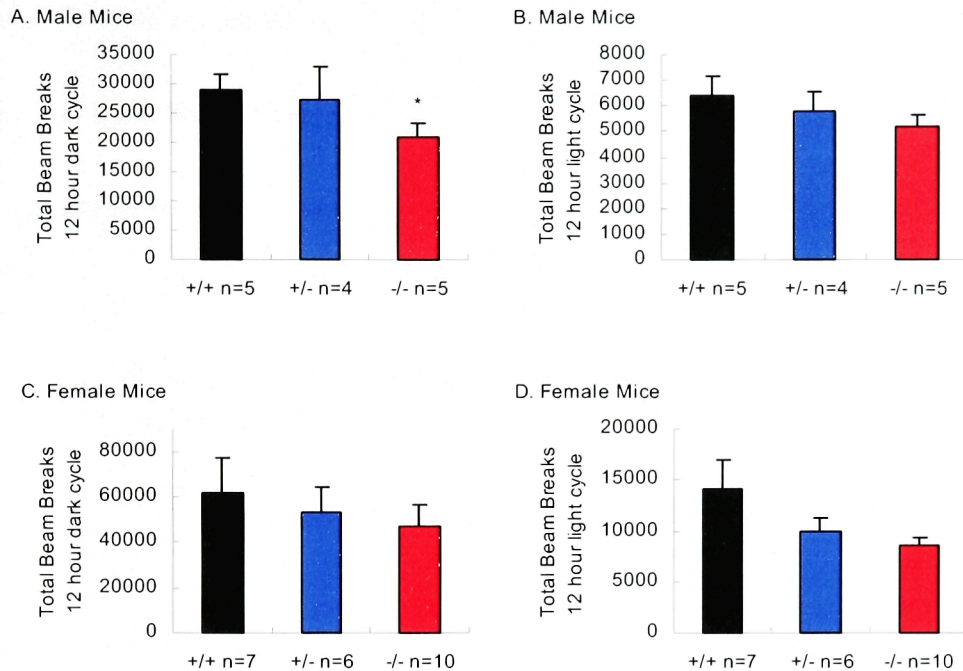 A. Male Mice
Total Beam Breaks
12 hour dark cycle
35000
30000
25000
20000
15000
10000
5000
0
*
+/+ n=5
+/- n=4
-/- n=5
B. Male Mice
Total Beam Breaks
12 hour light cycle
8000
7000
6000
5000
4000
3000
2000
1000
0
+/+ n=5
+/- n=4
-/- n=5
C. Female Mice
Total Beam Breaks
12 hour dark cycle
80000
60000
40000
20000
0
+/+ n=7
+/- n=6
-/- n=10
D. Female Mice
Total Beam Breaks
12 hour light cycle
20000
15000
10000
5000
0
+/+ n=7
+/- n=6
-/- n=10